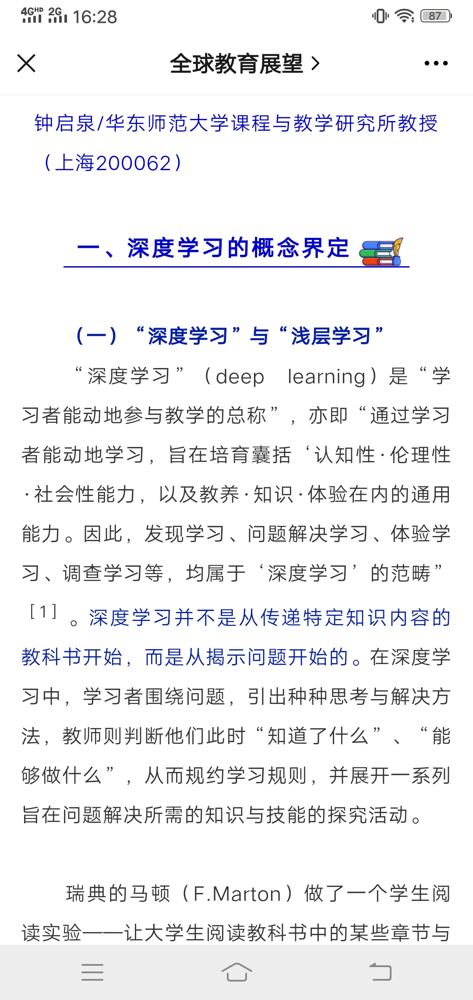 4GHD 2G 16:28 87
全球教育展望
钟启泉/华东师范大学课程与教学研究所教授
（上海200062）
一、深度学习的概念界定
（一）“深度学习”与“浅层学习”
“深度学习”（deep learning）是“学
习者能动地参与教学的总称”，亦即“通过学习
者能动地学习，旨在培育囊括‘认知性·伦理性
·社会性能力，以及教养·知识·体验在内的通用
能力。因此，发现学习、问题解决学习、体验学
习、调查学习等，均属于‘深度学习’的范畴”
[1]。深度学习并不是从传递特定知识内容的
教科书开始，而是从揭示问题开始的。在深度学
习中，学习者围绕问题，引出种种思考与解决方
法，教师则判断他们此时“知道了什么”、“能
够做什么”，从而规约学习规则，并展开一系列
旨在问题解决所需的知识与技能的探究活动。
瑞典的马顿（F.Marton）做了一个学生阅
读实验——让大学生阅读教科书中的某些章节与